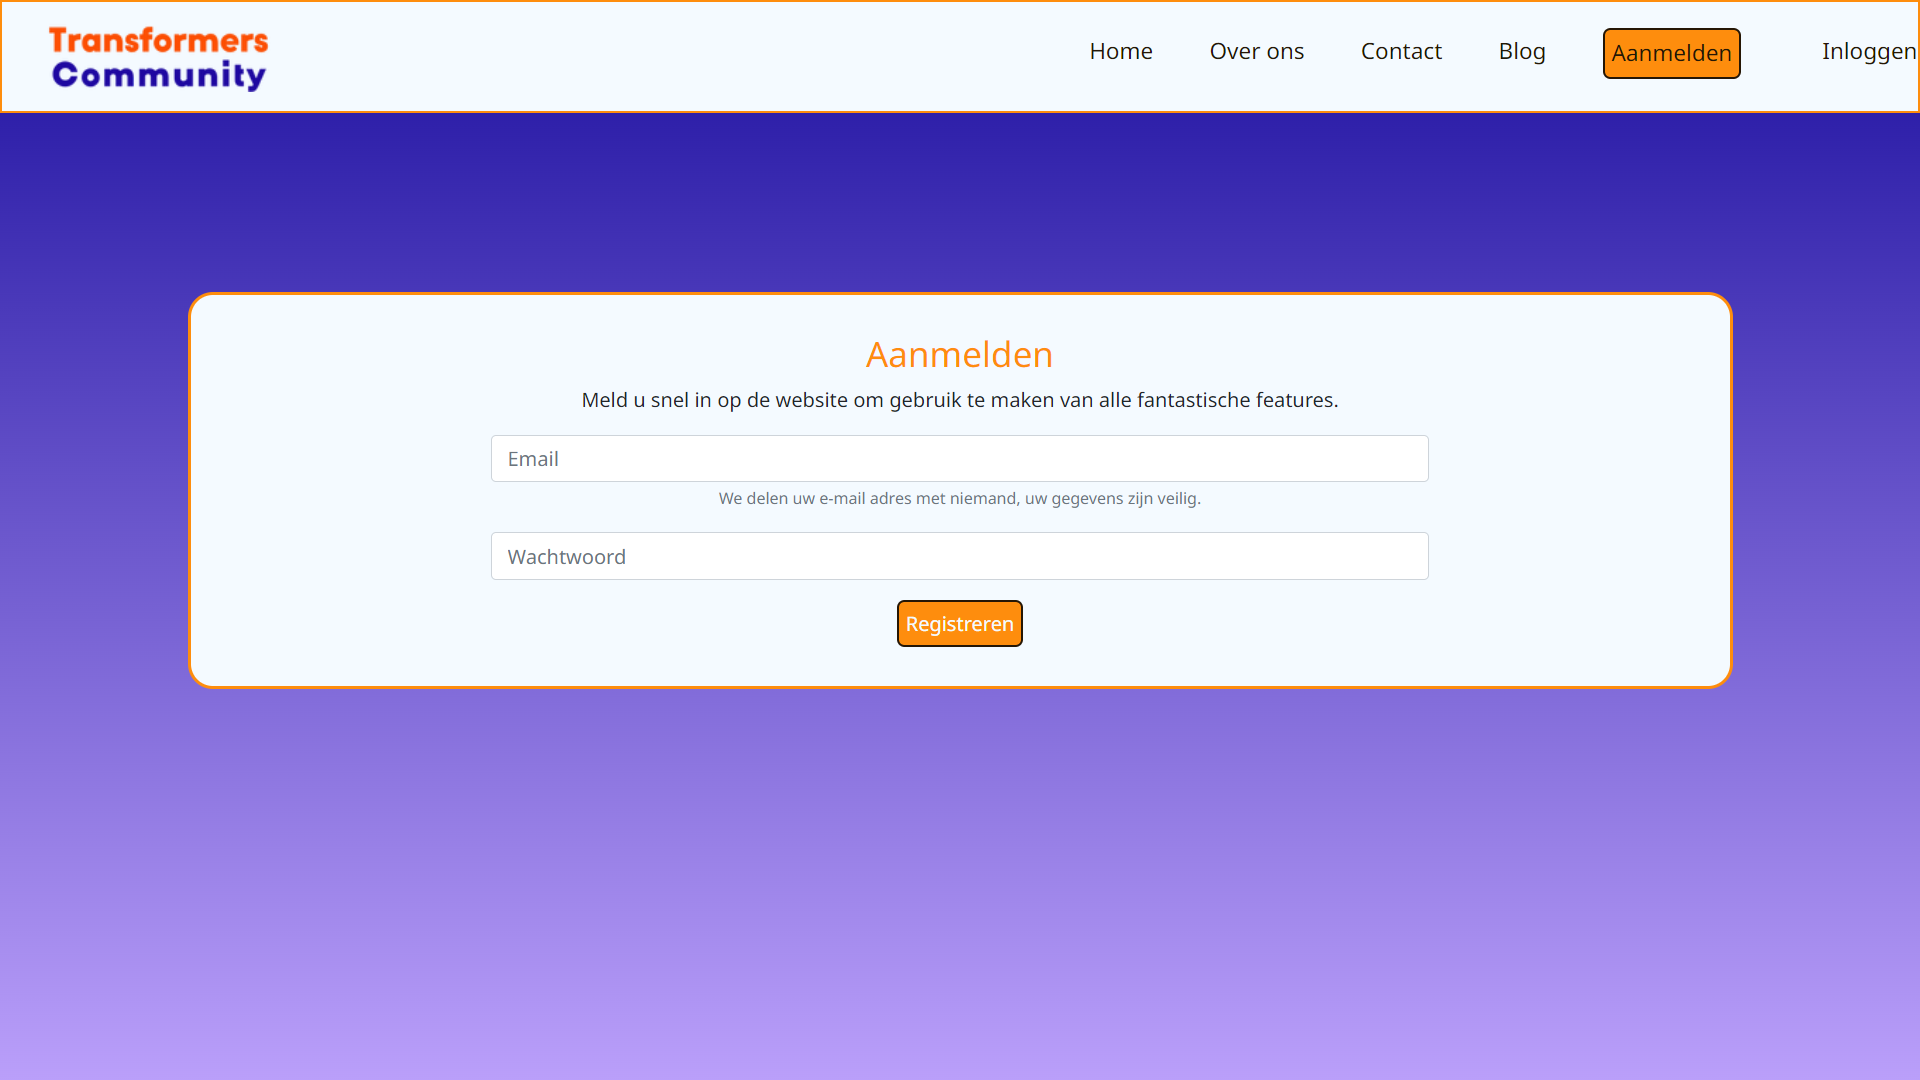 Transformers
Community
Home Over ons Contact Blog Aanmelden Inloggen
Aanmelden
Meld u snel in op de website om gebruik te maken van alle fantastische features.
Email
We delen uw e-mail adres met niemand, uw gegevens zijn veilig.
Wachtwoord
Registreren